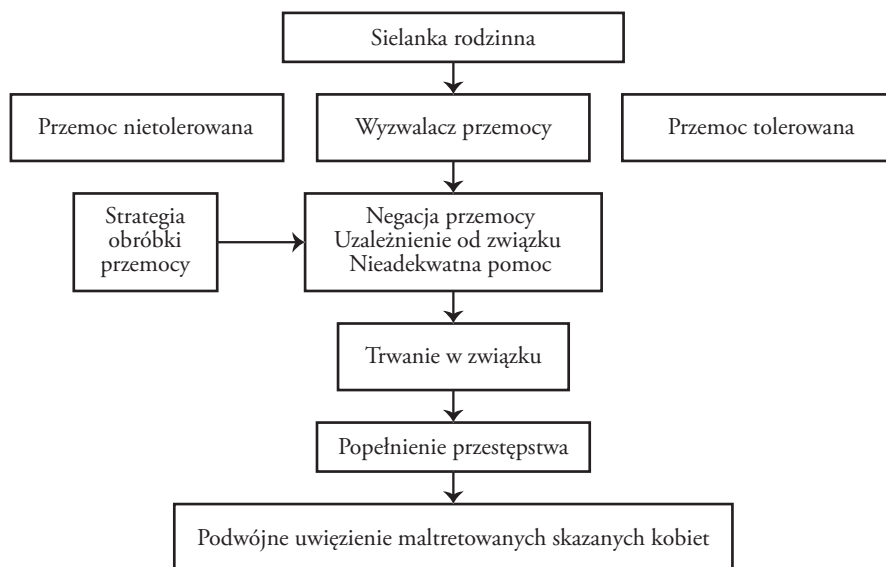 Sielanka rodzinna
Przemoc nietolerowana
Wyzwalacz przemocy
Przemoc tolerowana
Strategia
obróbki
przemocy
Negacja przemocy
Uzależnienie od związku
Nieadekwatna pomoc
Trwanie w związku
Popełnienie przestępstwa
Podwójne uwięzienie maltretowanych skazanych kobiet